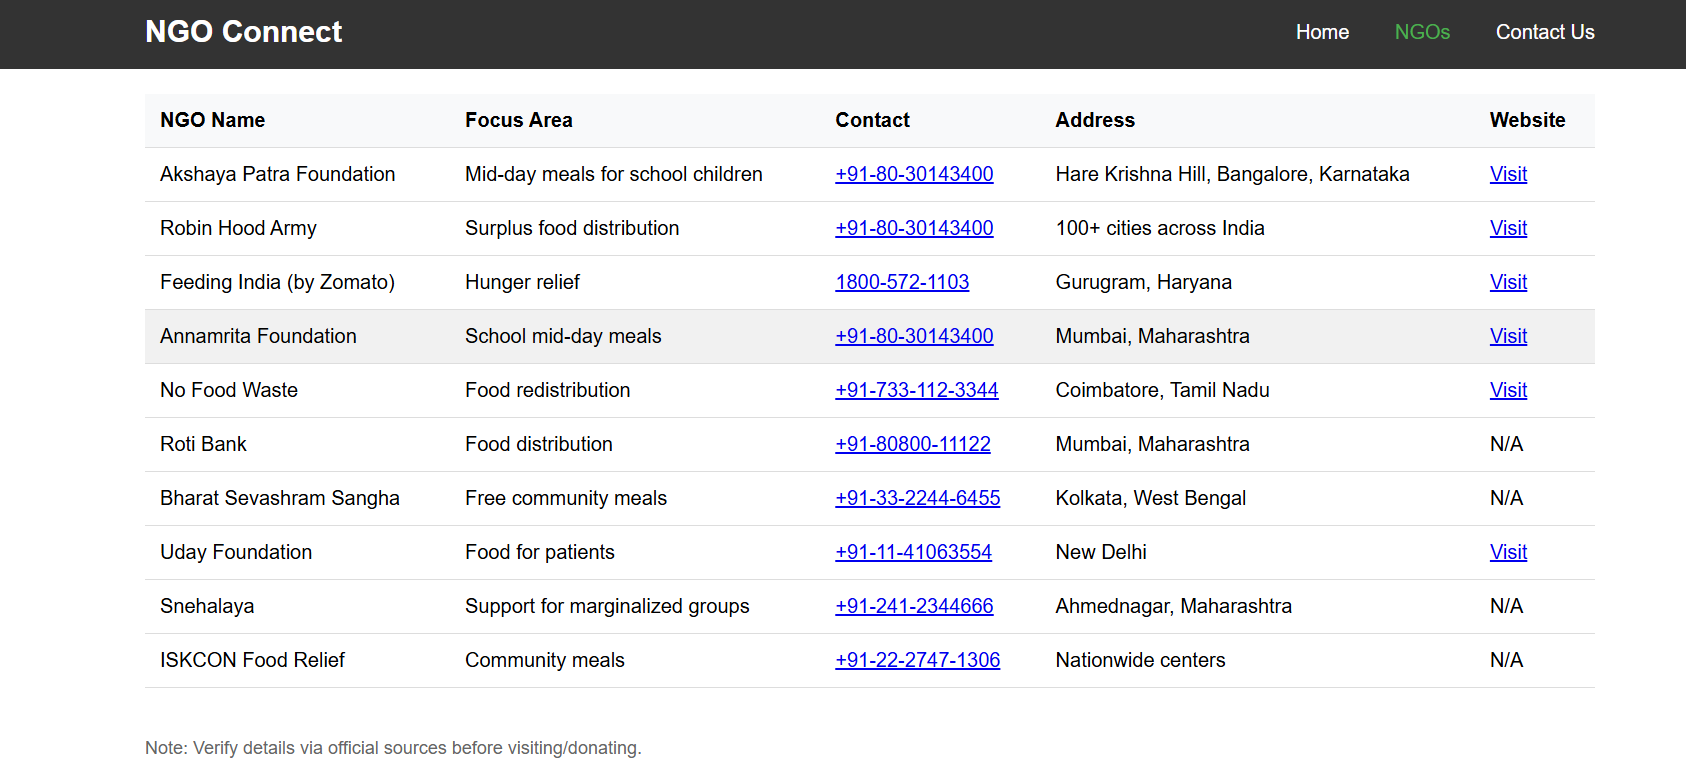 NGO Connect Home NGOs Contact Us
NGO Name Focus Area Contact Address Website
Akshaya Patra Foundation Mid-day meals for school children +91-80-30143400 Hare Krishna Hill, Bangalore, Karnataka Visit
Robin Hood Army Surplus food distribution +91-80-30143400 100+ cities across India Visit
Feeding India (by Zomato) Hunger relief 1800-572-1103 Gurugram, Haryana Visit
Annamrita Foundation School mid-day meals +91-80-30143400 Mumbai, Maharashtra Visit
No Food Waste Food redistribution +91-733-112-3344 Coimbatore, Tamil Nadu Visit
Roti Bank Food distribution +91-80800-11122 Mumbai, Maharashtra N/A
Bharat Sevashram Sangha Free community meals +91-33-2244-6455 Kolkata, West Bengal N/A
Uday Foundation Food for patients +91-11-41063554 New Delhi Visit
Snehalaya Support for marginalized groups +91-241-2344666 Ahmednagar, Maharashtra N/A
ISKCON Food Relief Community meals +91-22-2747-1306 Nationwide centers N/A
Note: Verify details via official sources before visiting/donating.